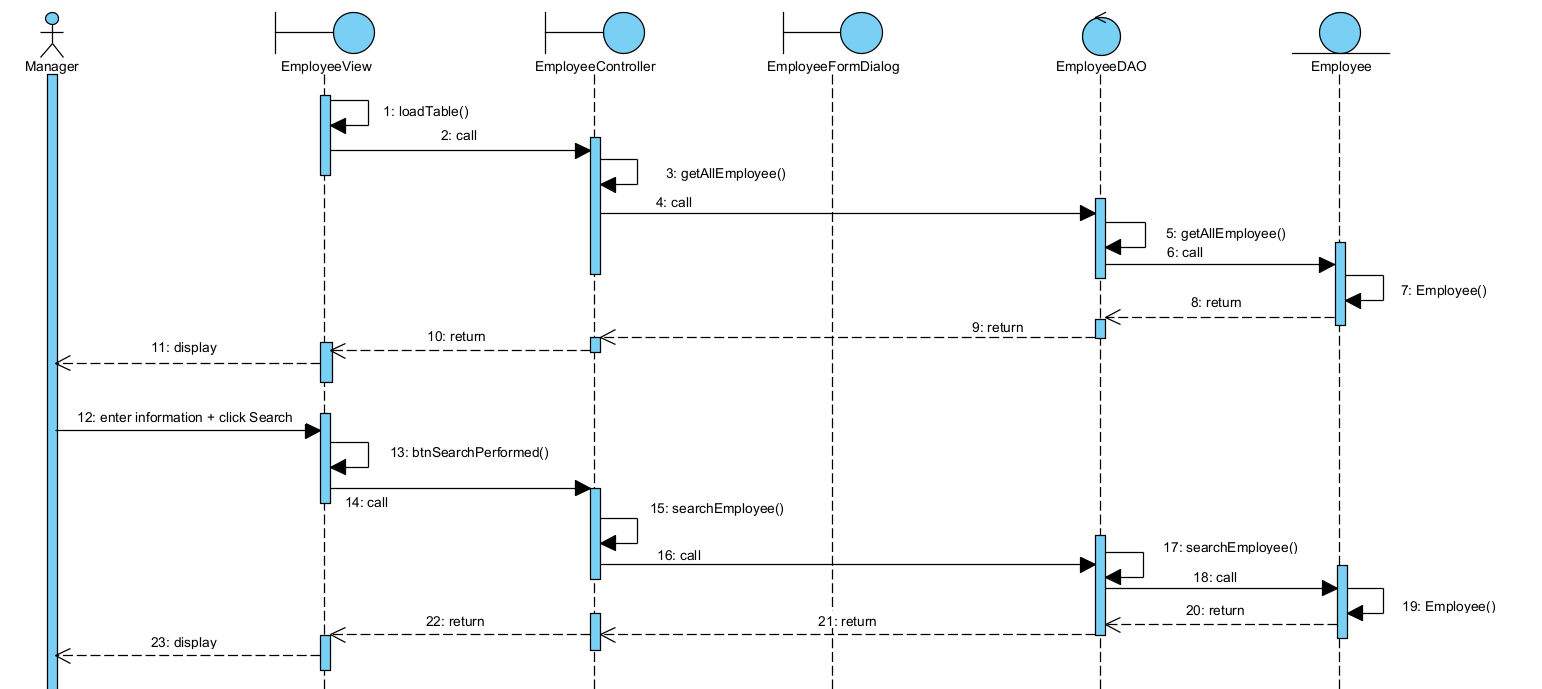 Manager
EmployeeView
EmployeeController
EmployeeFormDialog
EmployeeDAO
Employee
1: loadTable()
2: call
3: getAllEmployee()
4: call
5: getAllEmployee()
6: call
7: Employee()
8: return
9: return
10: return
11: display
12: enter information + click Search
13: btnSearchPerformed()
14: call
15: searchEmployee()
16: call
17: searchEmployee()
18: call
19: Employee()
20: return
21: return
22: return
23: display